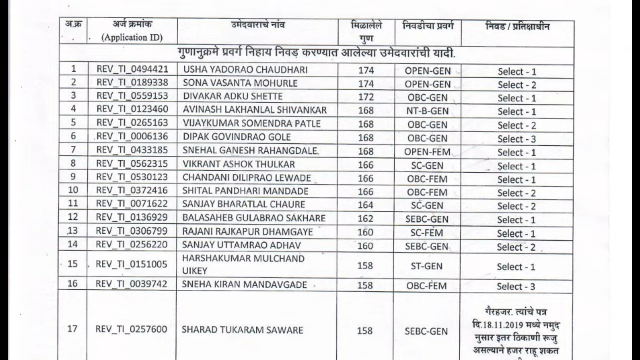 अ.क्र अर्ज क्रमांक (Application ID) उमेदवाराचे नांव मिळालेले गुण निवडीचा प्रवर्ग निवड / प्रतिक्षाधीन
गुणानुक्रमे प्रवर्ग निहाय निवड करण्यात आलेल्या उमेदवारांची यादी.
1 REV_TI_0494421 USHA YADORAO CHAUDHARI 174 OPEN-GEN Select - 1
2 REV_TI_0189338 SONA VASANTA MOHURLE 174 OPEN-GEN Select - 2
3 REV_TI_0559153 DIVAKAR ADKU SHETTE 172 OBC-GEN Select - 1
4 REV_TI_0123460 AVINASH LAKHANLAL SHIVANKAR 168 NT-B-GEN Select - 1
5 REV_TI_0265163 VIJAYKUMAR SOMENDRA PATLE 168 OBC-GEN Select - 2
6 REV_TI_0006136 DIPAK GOVINDRAO GOLE 168 OBC-GEN Select - 3
7 REV_TI_0433185 SNEHAL GANESH RAHANGDALE. 168 OPEN-FEM Select - 1
8 REV_TI_0562315 VIKRANT ASHOK THULKAR 166 SC-GEN Select - 1
9 REV_TI_0530123 CHANDANI DILIPRAO LEWADE 166 OBC-FEM Select - 1
10 REV_TI_0372416 SHITAL PANDHARI MANDADE 166 OBC-FEM Select - 2
11 REV_TI_0071622 SANJAY BHARATLAL CHAURE 164 SC-GEN Select - 2
12 REV_TI_0136929 BALASAHEB GULABRAO SAKHARE 162 SEBC-GEN Select - 1
13 REV_TI_0306799 RAJANI RAJKAPUR DHAMGAYE 160 SC-FEM Select - 1
14 REV_TI_0256220 SANJAY UTTAMRAO ADHAV 160 SEBC-GEN Select - 2
15 REV_TI_0151005 HARSHAKUMAR MULCHAND UIKEY 158 ST-GEN Select - 1
16 REV_TI_0039742 SNEHA KIRAN MANDAVGADE 158 OBC-FEM Select - 3
17 REV_TI_0257600 SHARAD TUKARAM SAWARE 158 SEBC-GEN गैरहजर. त्यांचे पत्र
दि.18.11.2019 मध्ये नमुद
नुसार इतर ठिकाणी रूजू
असल्याने हजर राहू शकत